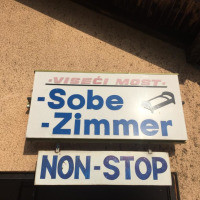 -VISEĆI MOST-
-Sobe
-Zimmer
NON-STOP